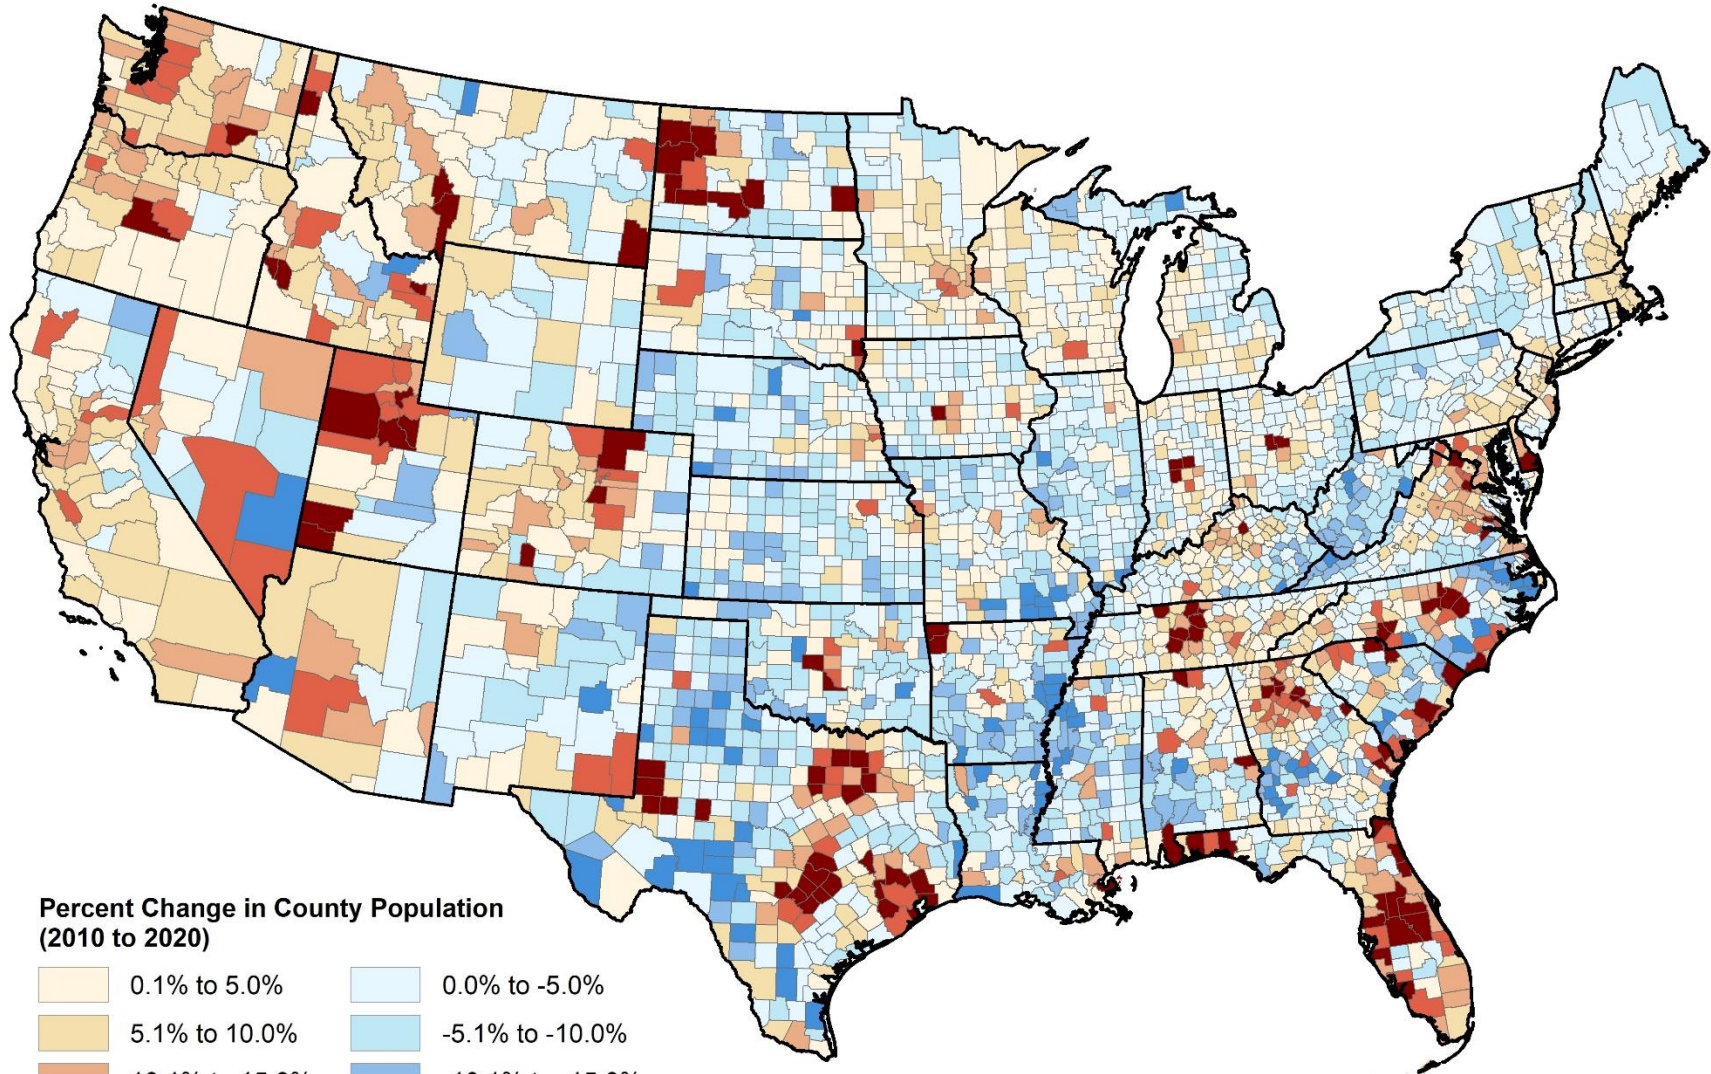 Percent Change in County Population
(2010 to 2020)
0.1% to 5.0% 0.0% to -5.0%
5.1% to 10.0% -5.1% to -10.0%